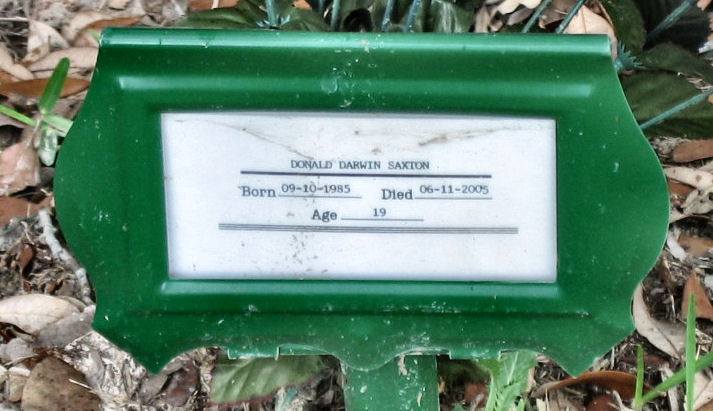 DONALD DARWIN SAXTON
Born 09-10-1985 Died 06-11-2005
Age 19